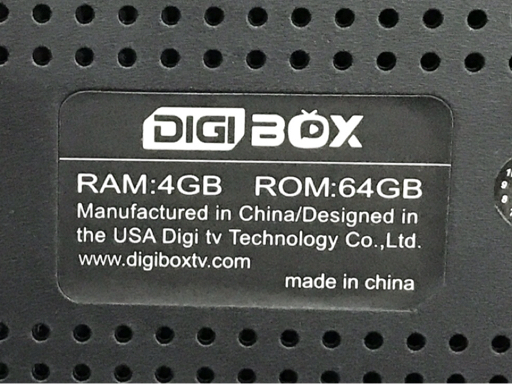 DIGI BOX
RAM:4GB ROM:64GB
Manufactured in China/Designed in
the USA Digi tv Technology Co.,Ltd.
www.digiboxtv.com
made in china